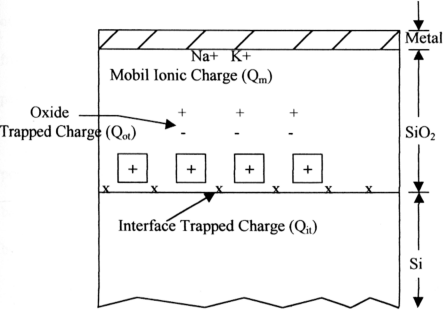 Metal
Na+ K+
Mobil Ionic Charge (Qm)
Oxide + + +
Trapped Charge (Qot) - - -
SiO2
+ + + +
x x x x x x
Interface Trapped Charge (Qit)
Si